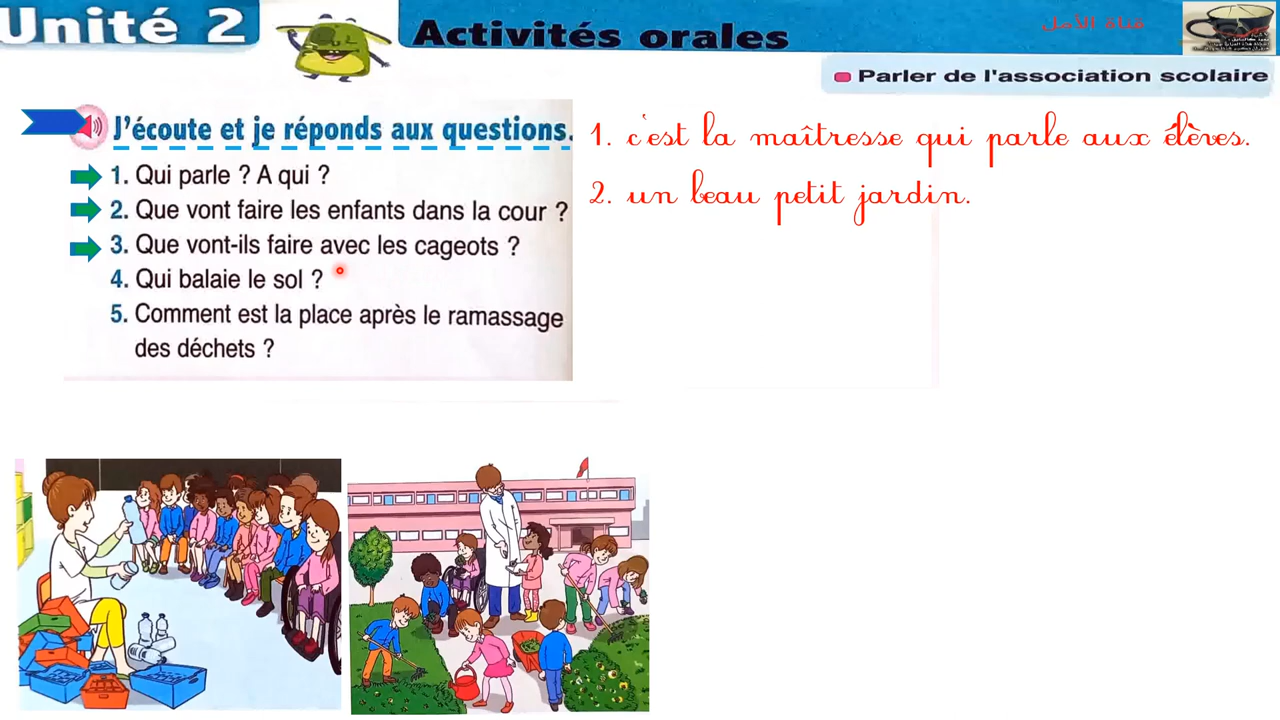 Unité 2
Activités orales
قناة الأمل
Parler de l'association scolaire
J'écoute et je réponds aux questions.
1. Qui parle ? A qui ?
2. Que vont faire les enfants dans la cour ?
3. Que vont-ils faire avec les cageots ?
4. Qui balaie le sol ?
5. Comment est la place après le ramassage
des déchets ?
1. c'est la maîtresse qui parle aux élèves.
2. un beau petit jardin.